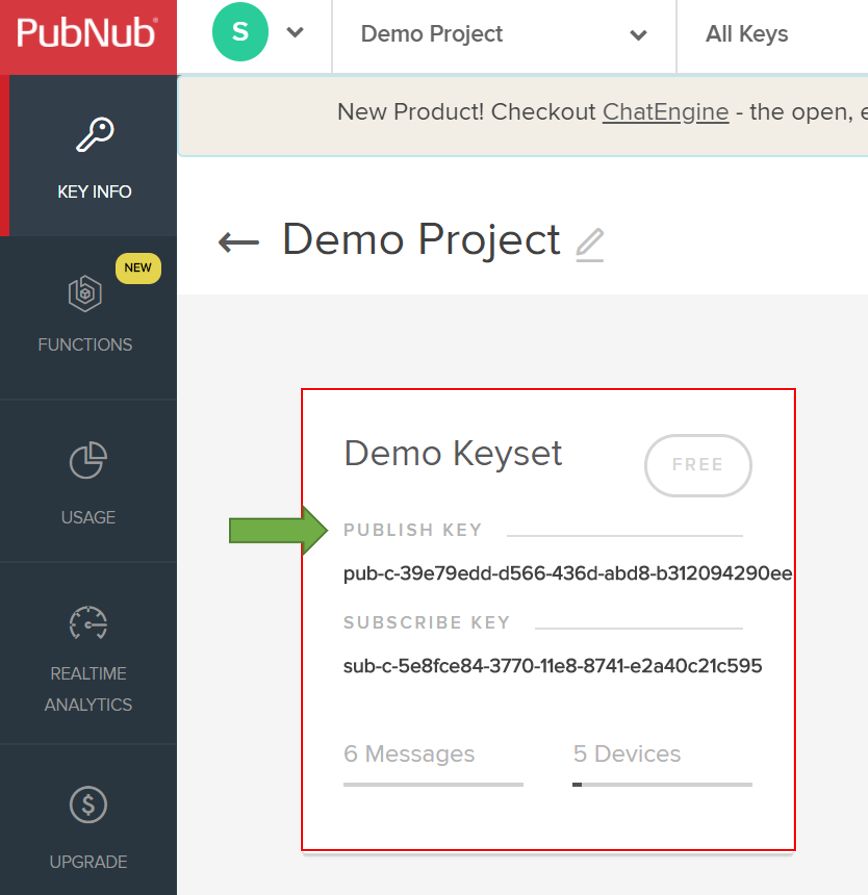 PubNub®
S
Demo Project
All Keys
New Product! Checkout ChatEngine - the open, e
KEY INFO
Demo Project
NEW
FUNCTIONS
Demo Keyset
FREE
USAGE
PUBLISH KEY
pub-c-39e79edd-d566-436d-abd8-b312094290ee
SUBSCRIBE KEY
sub-c-5e8fce84-3770-11e8-8741-e2a40c21c595
REALTIME
ANALYTICS
6 Messages
5 Devices
UPGRADE